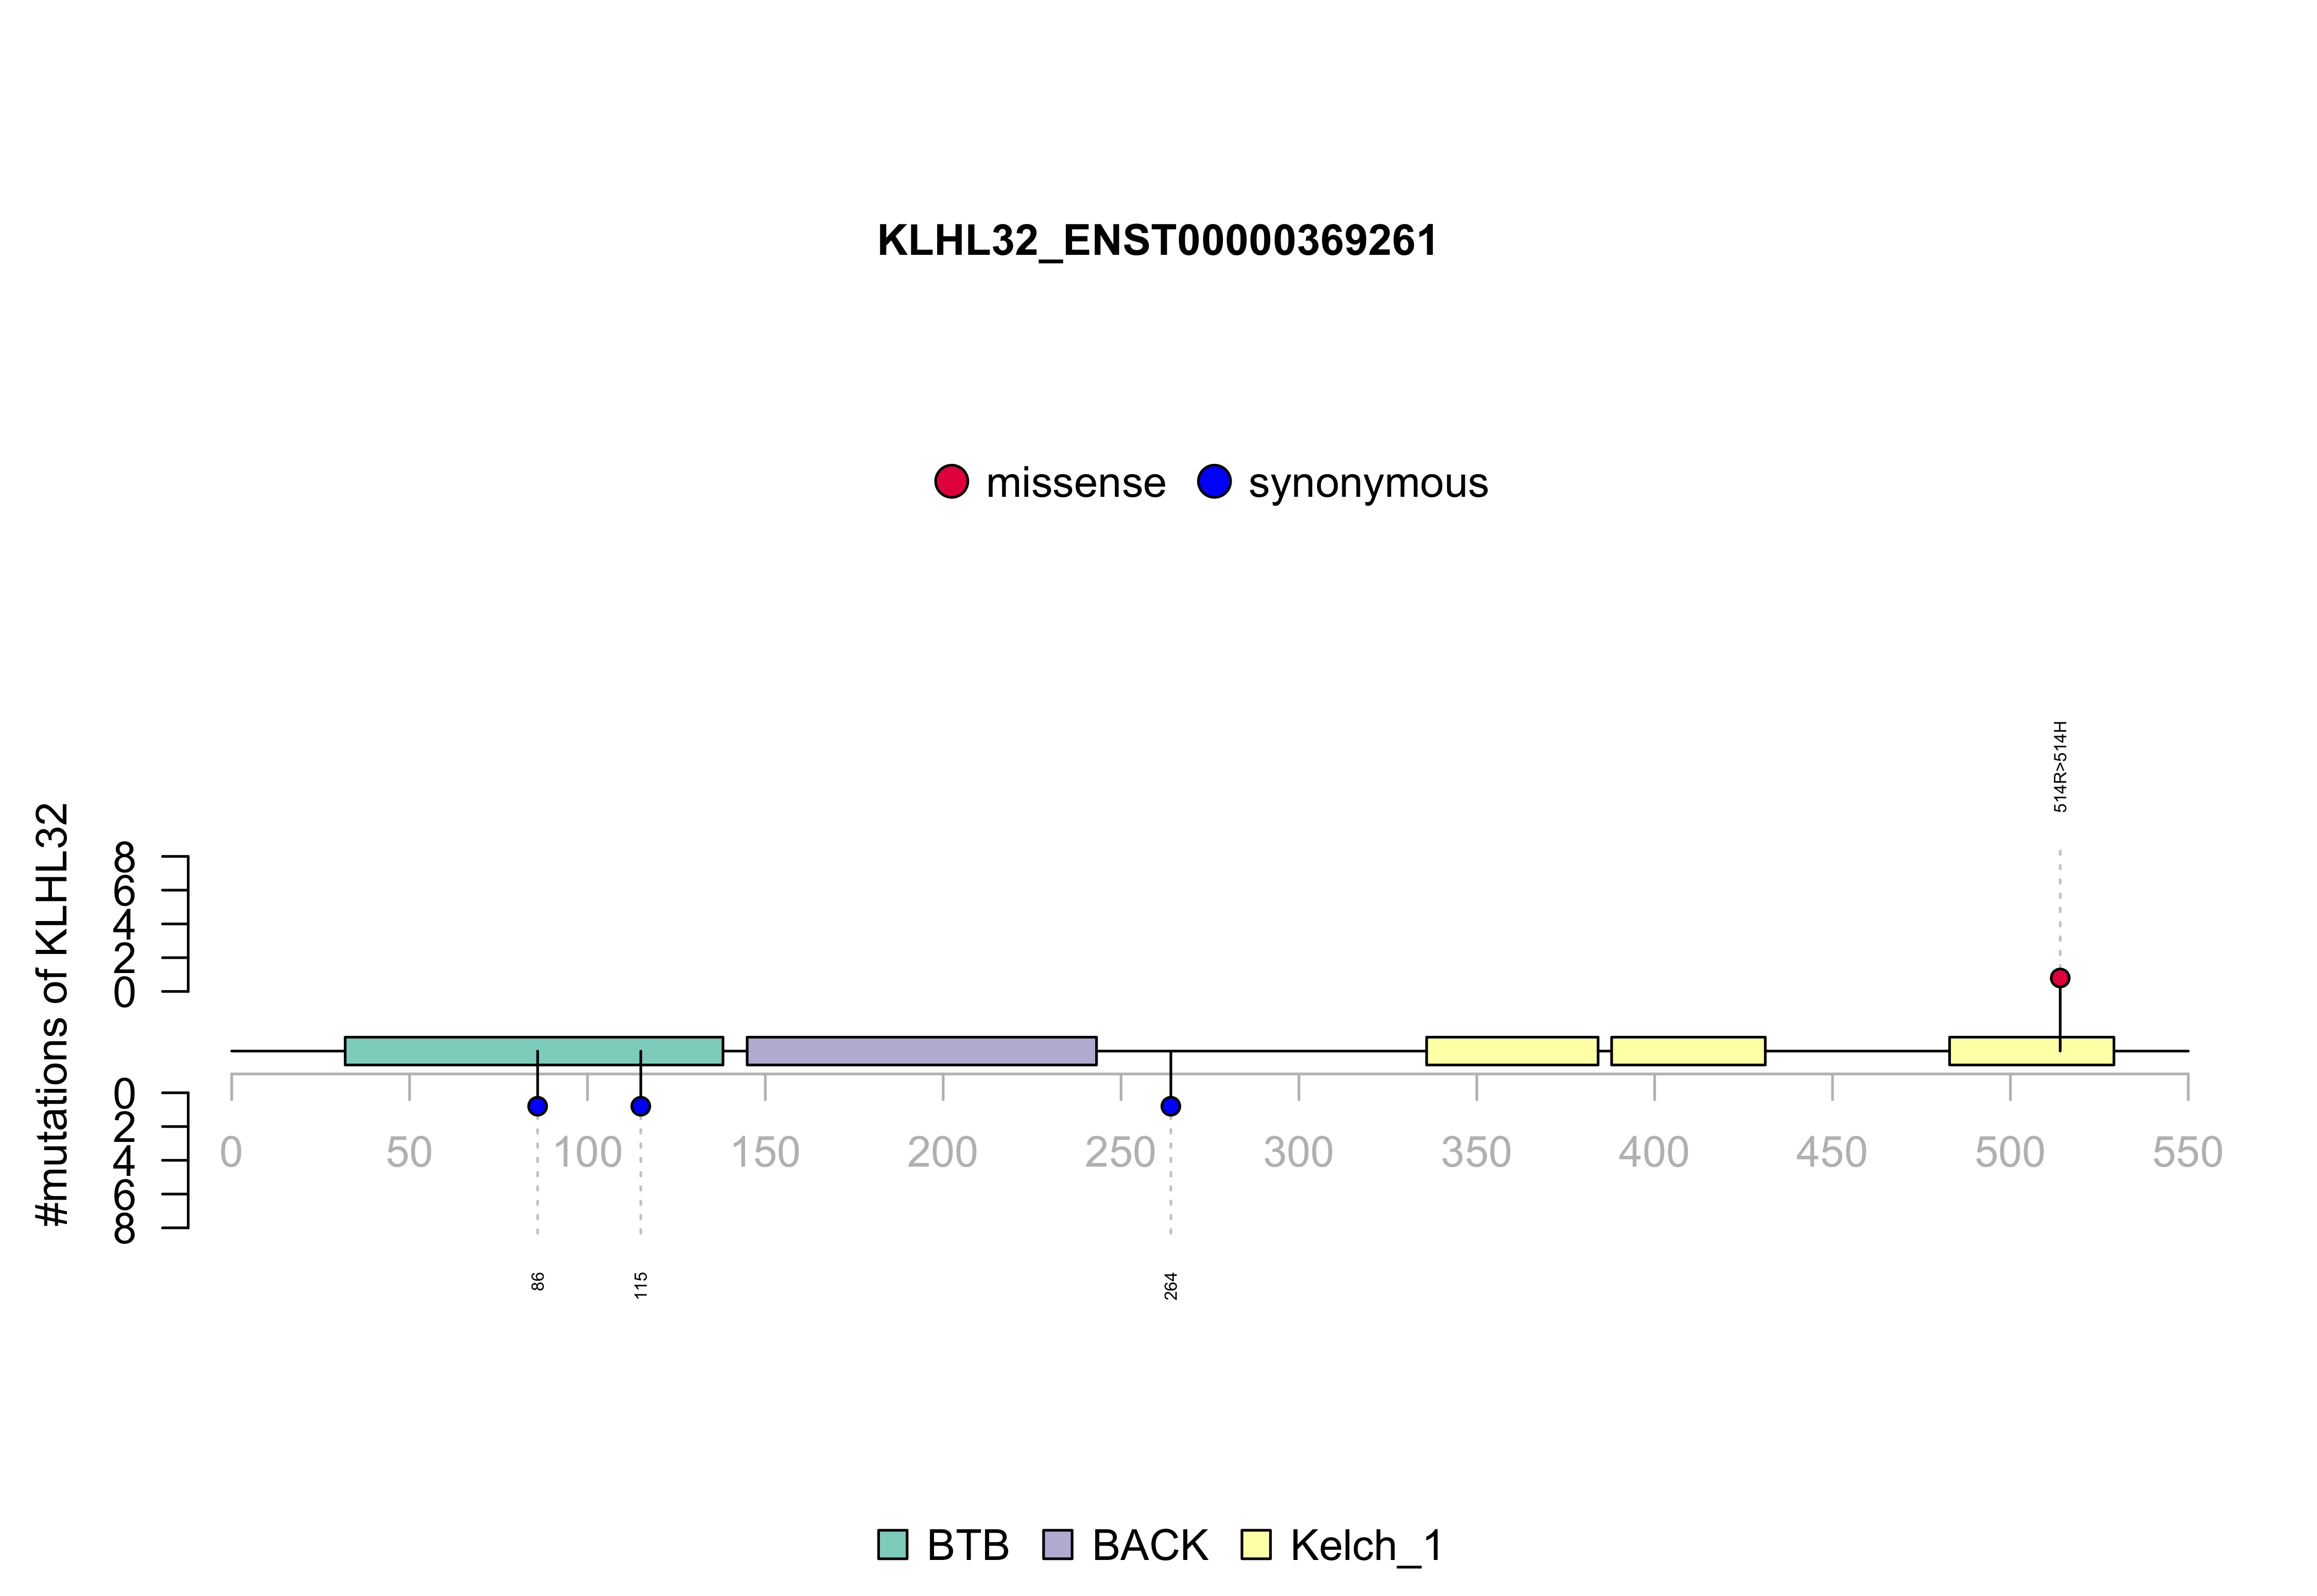 KLHL32_ENST00000369261
missense synonymous
514R>514H
#mutations of KLHL32
8
6
4
2
0
0
2
4
6
8
0 50 100 150 200 250 300 350 400 450 500 550
86 115 264
BTB BACK Kelch_1